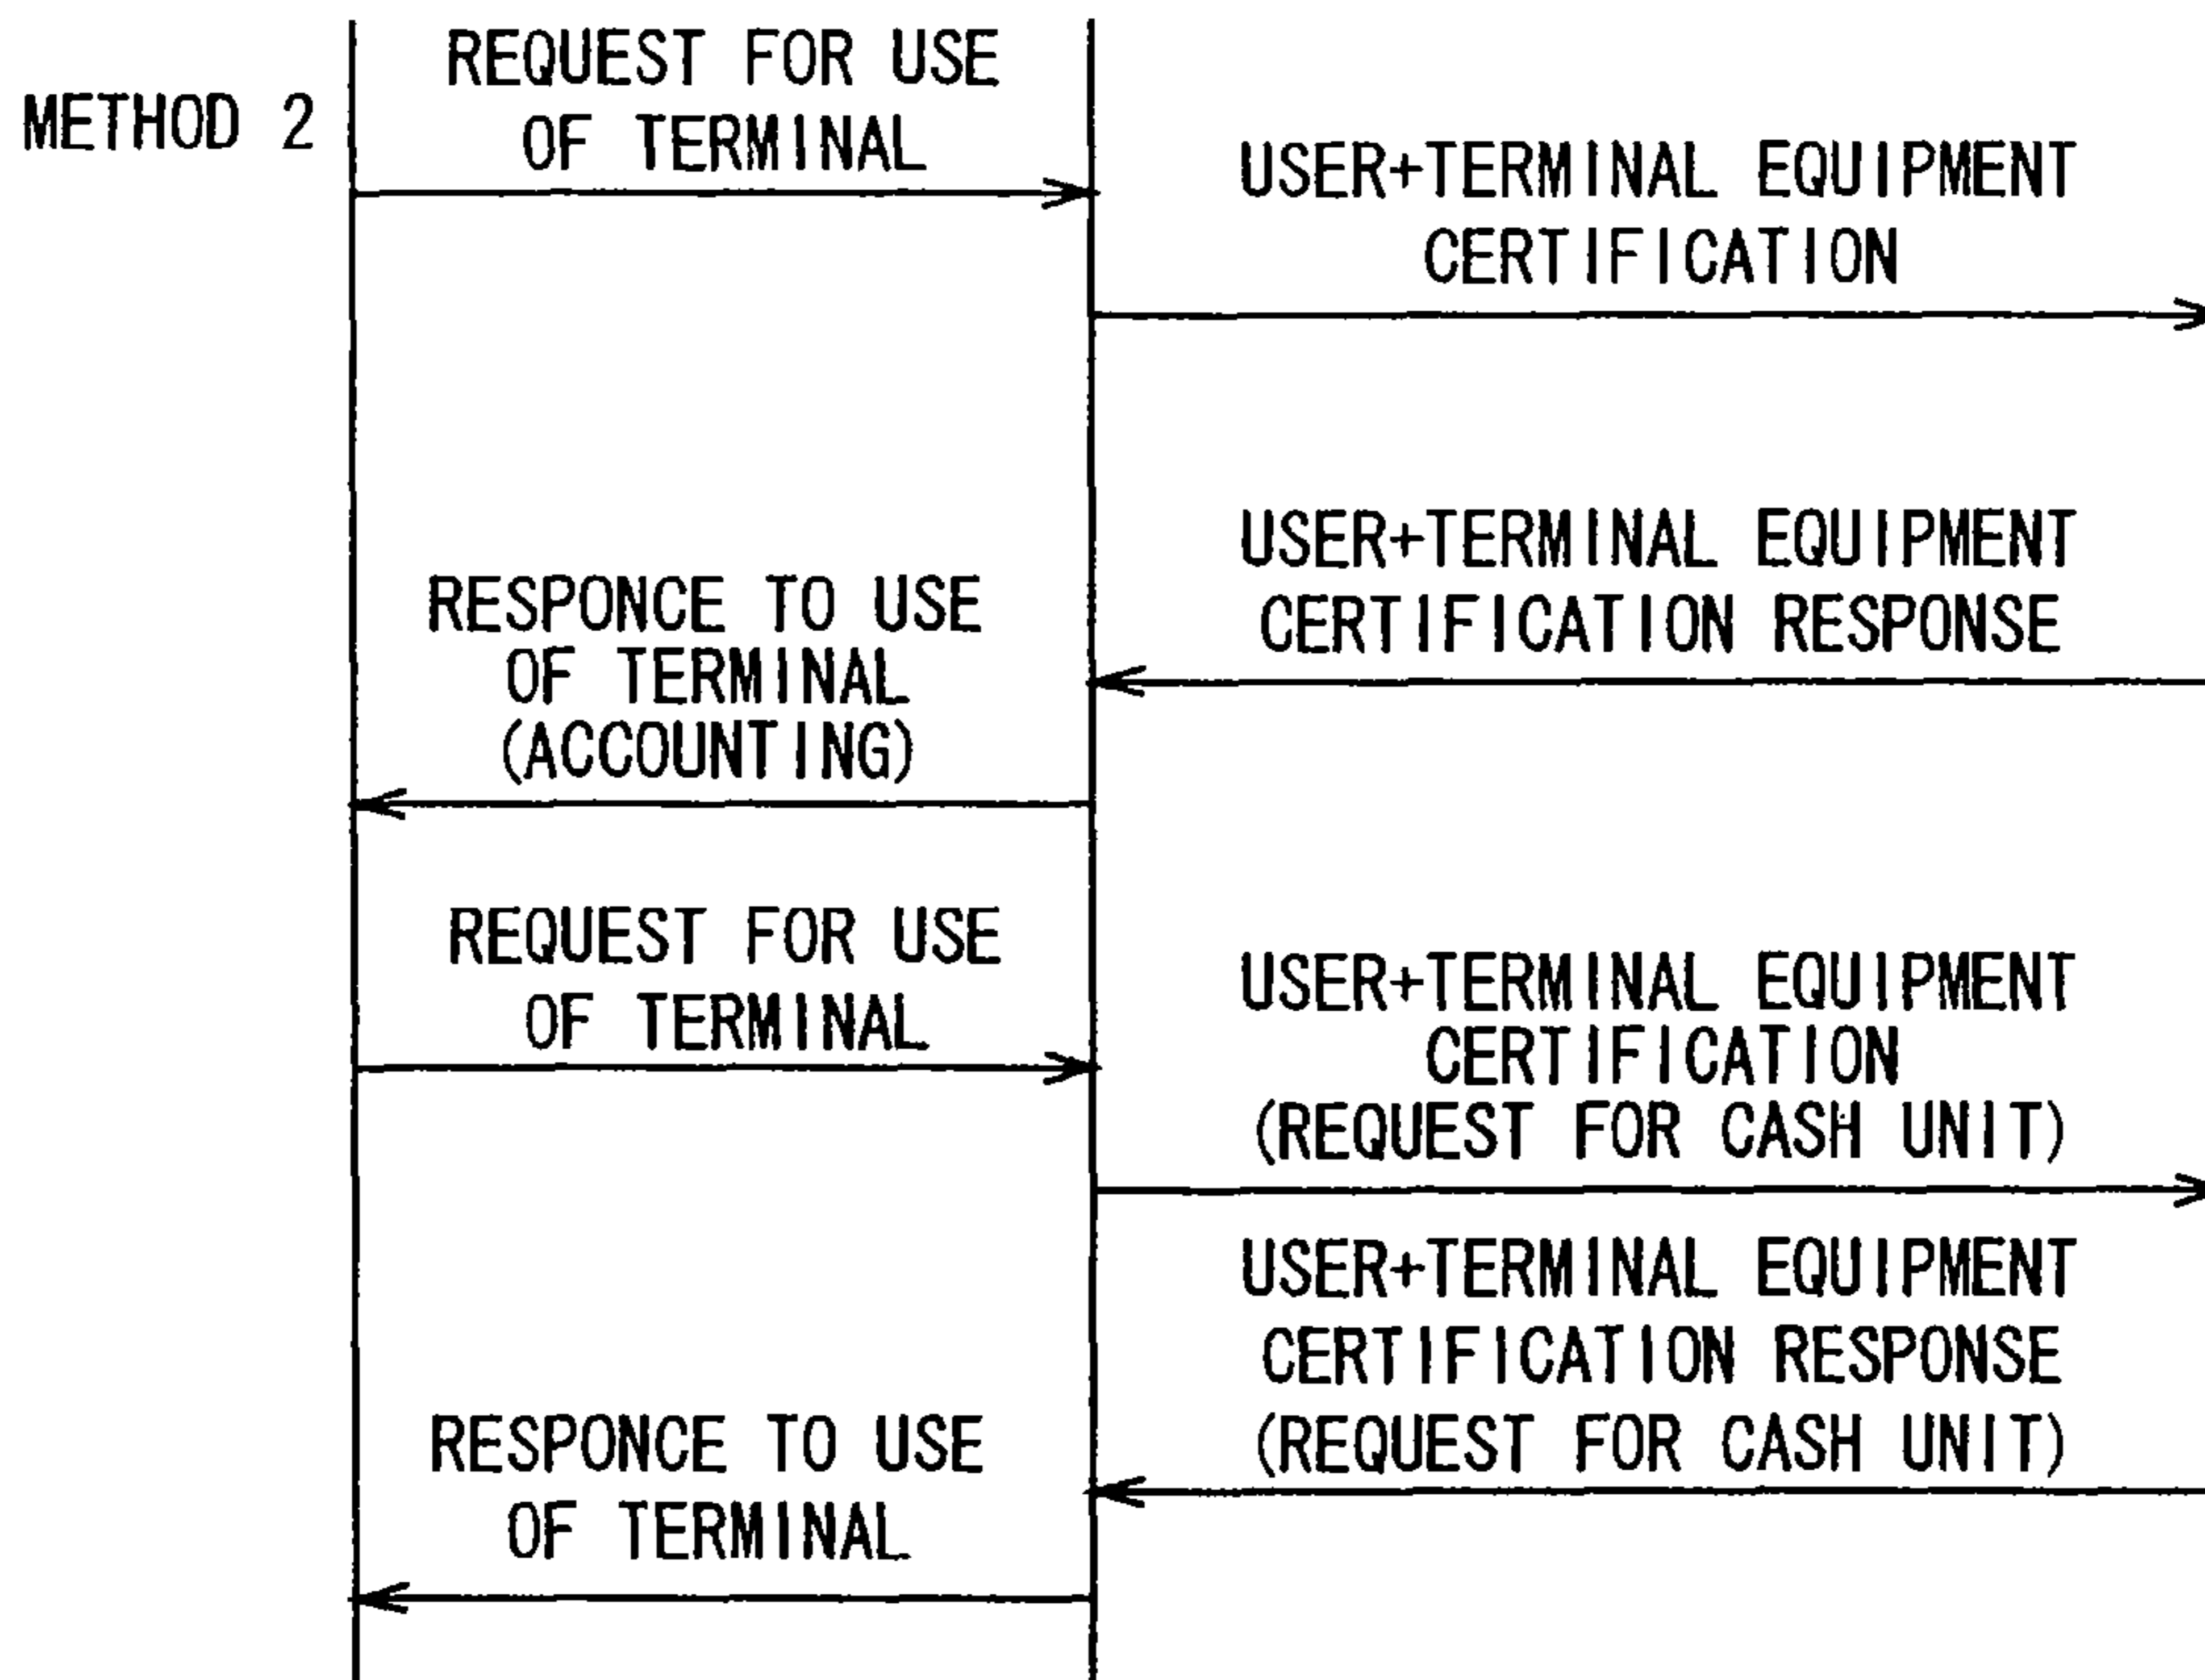 METHOD 2
REQUEST FOR USE
OF TERMINAL
USER+TERMINAL EQUIPMENT
CERTIFICATION
USER+TERMINAL EQUIPMENT
CERTIFICATION RESPONSE
RESPONCE TO USE
OF TERMINAL
(ACCOUNTING)
REQUEST FOR USE
OF TERMINAL
USER+TERMINAL EQUIPMENT
CERTIFICATION
(REQUEST FOR CASH UNIT)
USER+TERMINAL EQUIPMENT
CERTIFICATION RESPONSE
(REQUEST FOR CASH UNIT)
RESPONCE TO USE
OF TERMINAL